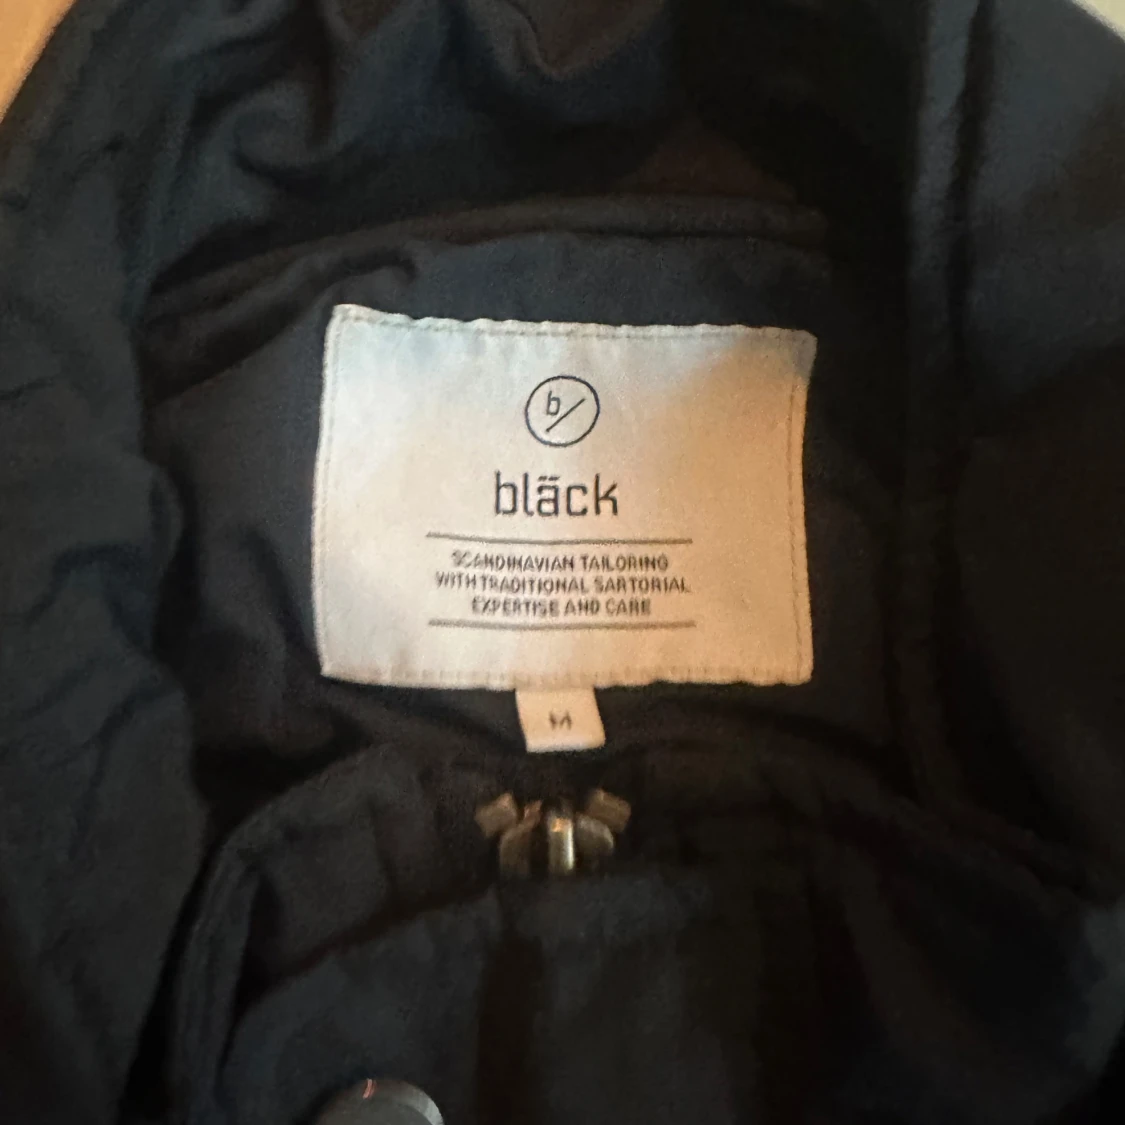 b/
bläck
SCANDINAVIAN TAILORING
WITH TRADITIONAL SARTORIAL
EXPERTISE AND CARE
M